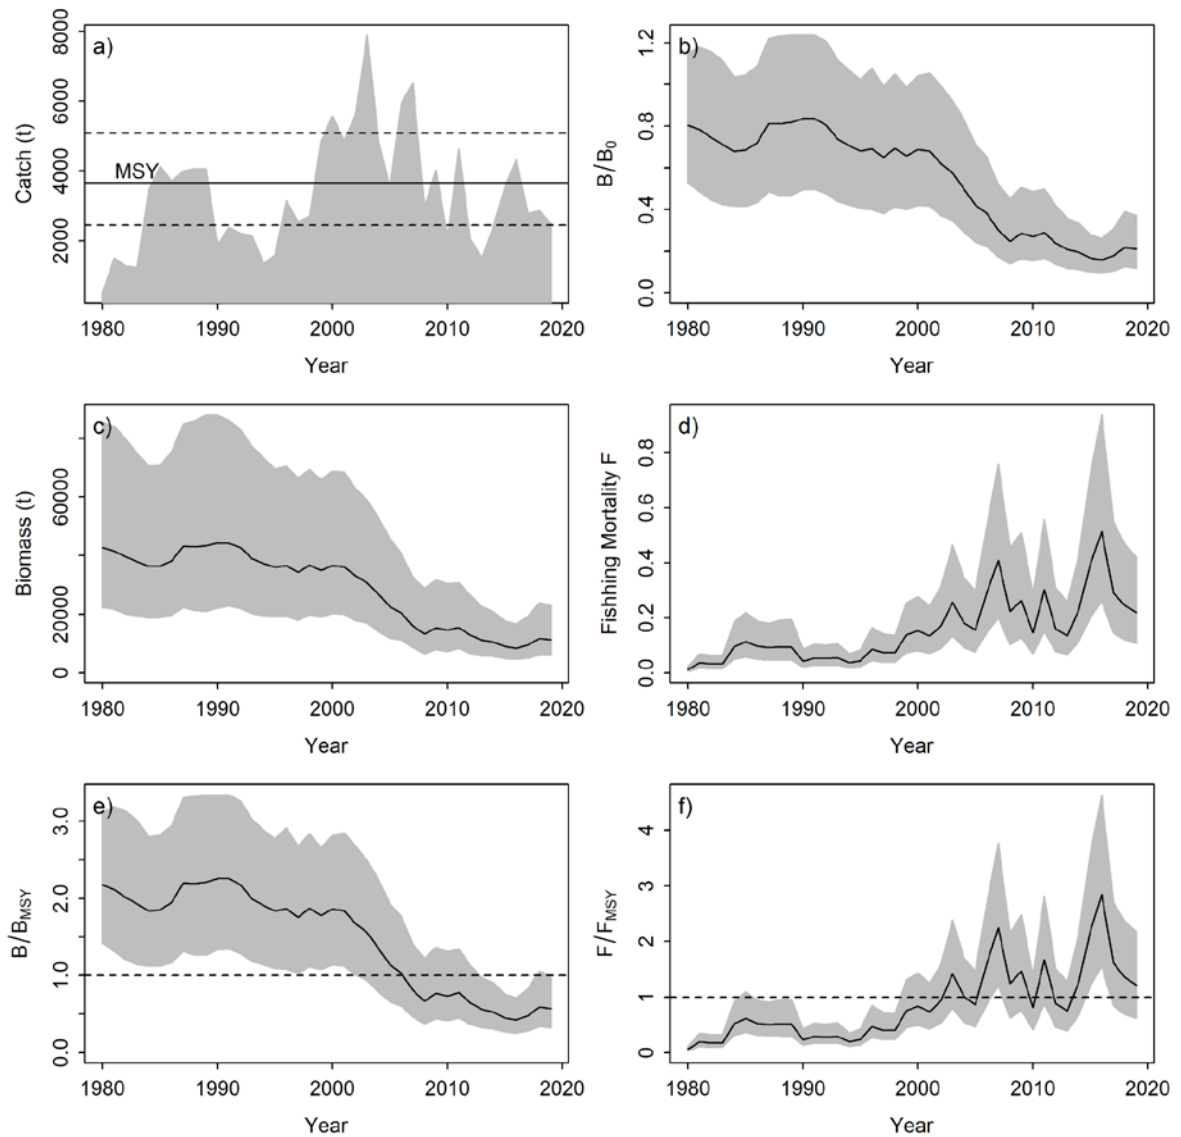 a)
MSY
Catch (t)
8000
6000
4000
2000
1980 1990 2000 2010 2020
Year
b)
B/B0
1.2
0.8
0.4
0.0
1980 1990 2000 2010 2020
Year
c)
Biomass (t)
60000
20000
0
1980 1990 2000 2010 2020
Year
d)
Fishhing Mortality F
0.8
0.6
0.4
0.2
0.0
1980 1990 2000 2010 2020
Year
e)
B/BMSY
3.0
2.0
1.0
0.0
1980 1990 2000 2010 2020
Year
f)
F/FMSY
4
3
2
1
0
1980 1990 2000 2010 2020
Year